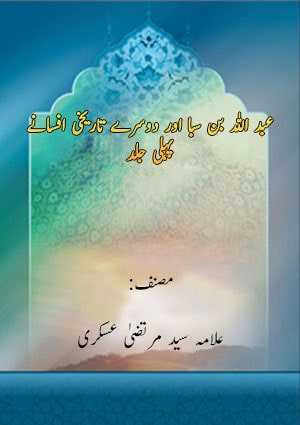 عبد اللہ بن سبا اور دوسرے تاریخی افسانے
پہلی جلد
مصنف:
علامہ سید مرتضیٰ عسکری